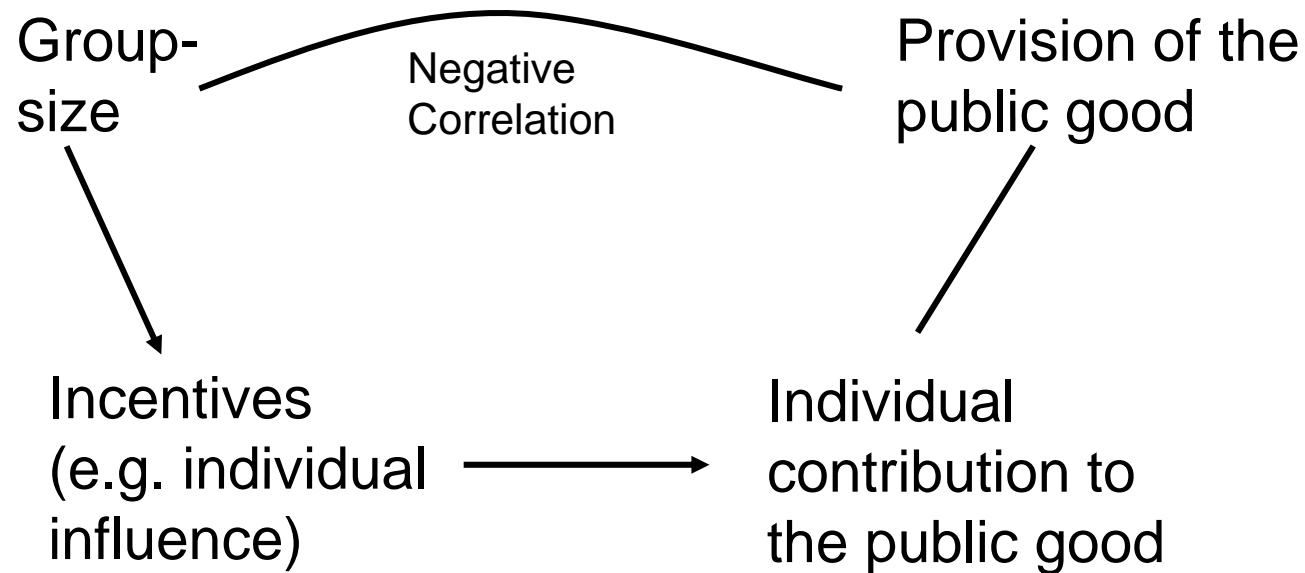 Group-
size
Negative
Correlation
Provision of the
public good
Incentives
(e.g. individual
influence)
Individual
contribution to
the public good